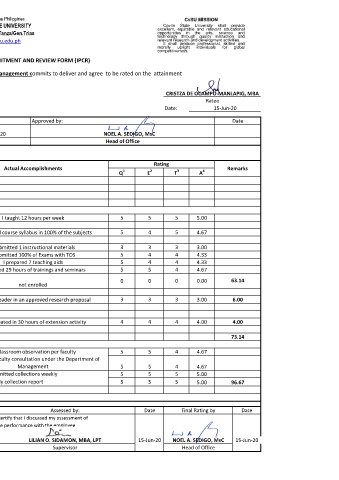 e Philippines
CvSU MISSION
E UNIVERSITY
Cavite State University shall provide
excellent, equitable and relevant educational
opportunities in the arts, science and
technology through quality instruction and
relevant research and development activities.
It shall produce professional, skilled and
morally upright individuals for global
competitiveness.
Tanza/Gen.Trias
u.edu.ph
ITMENT AND REVIEW FORM (IPCR)
anagement commits to deliver and agree to be rated on the attainment
CRISTZA DE OCAMPO-MANLAPIG, MBA
Ratee
Date: 15-Jun-20
Approved by: Date
20 NOEL A. SEDIGO, MsC
Head of Office
Actual Accomplishments Rating Remarks
Q1 E2 T3 A4
I taught 12 hours per week 5 5 5 5.00
d course syllabus in 100% of the subjects 5 4 5 4.67
bmitted 1 instructional materials 3 3 3 3.00
bmitted 100% of Exams with TOS 5 4 4 4.33
I prepared 7 teaching aids 5 4 4 4.33
ed 29 hours of trainings and seminars 5 5 4 4.67
not enrolled 0 0 0 0.00 63.14
eader in an approved research proposal 3 3 3 3.00 6.00
ated in 30 hours of extension activity 4 4 4 4.00 4.00
73.14
lassroom observation per faculty 5 5 4 4.67
culty consultation under the Department of
Management 5 5 4 4.67
mitted collections weekly 5 5 5 5.00
ly collection report 5 5 5 5.00 96.67
Assessed by: Date Final Rating by Date
ertify that I discussed my assessment of
e performance with the employee
LILIAN O. SIDAMON, MBA, LPT 15-Jun-20 NOEL A. SEDIGO, MsC 15-Jun-20
Supervisor Head of Office